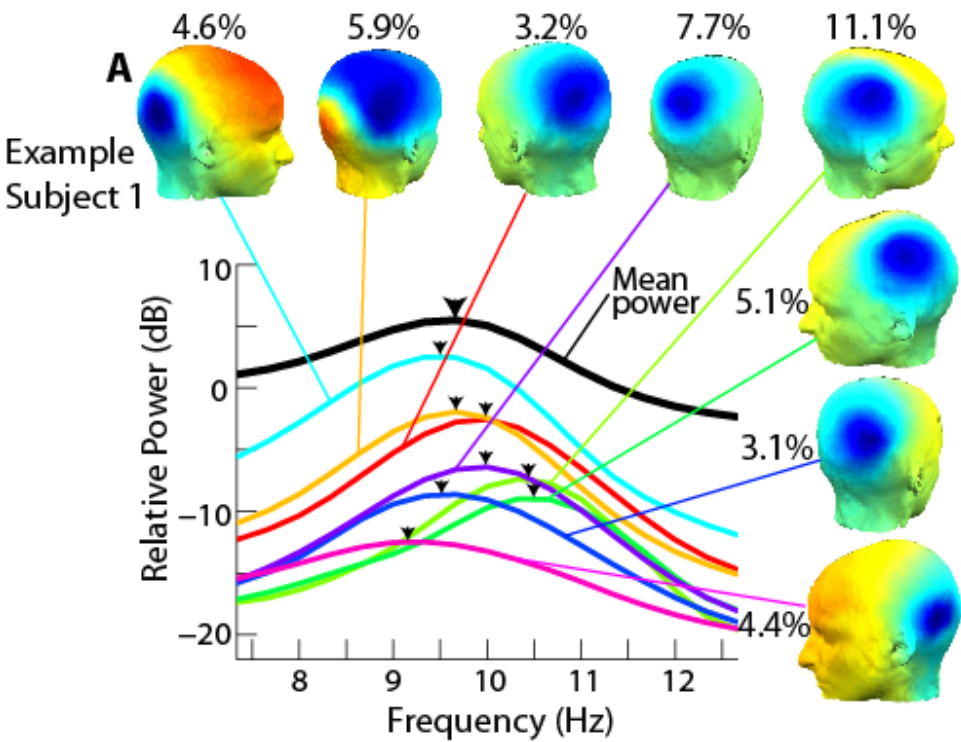 4.6% 5.9% 3.2% 7.7% 11.1%
A
Example
Subject 1
Mean
power
5.1%
3.1%
4.4%
10
0
−10
−20
Relative Power (dB)
8 9 10 11 12
Frequency (Hz)